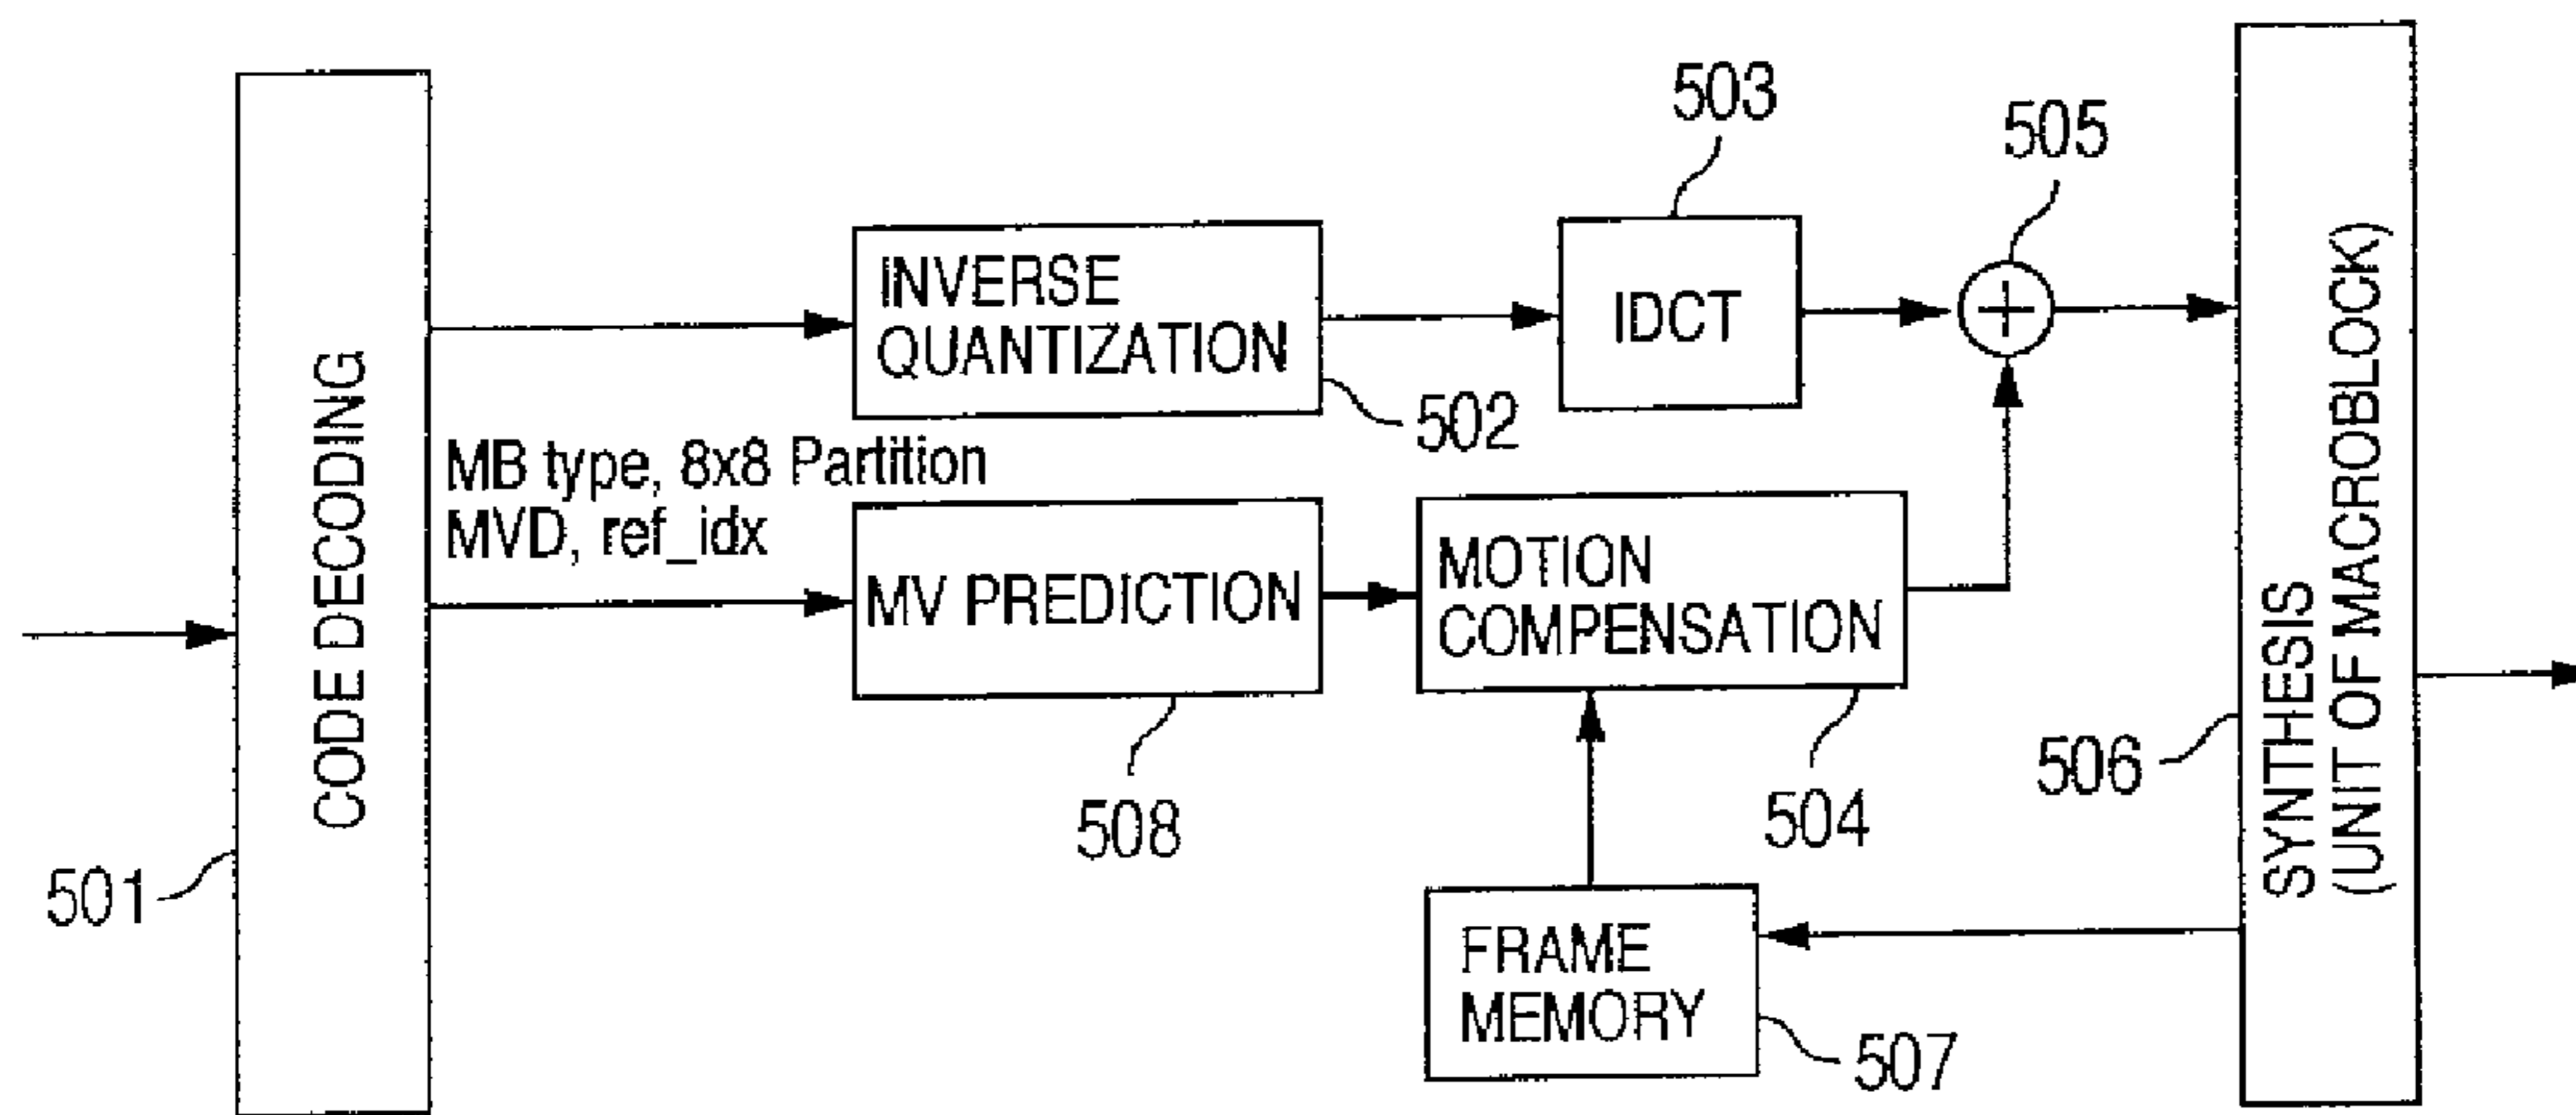 503
505
INVERSE
QUANTIZATION
502
IDCT
CODE DECODING
501
MB type, 8x8 Partition
MVD, ref_idx
MV PREDICTION
508
MOTION
COMPENSATION
504
FRAME
MEMORY
507
506
SYNTHESIS
(UNIT OF MACROBLOCK)